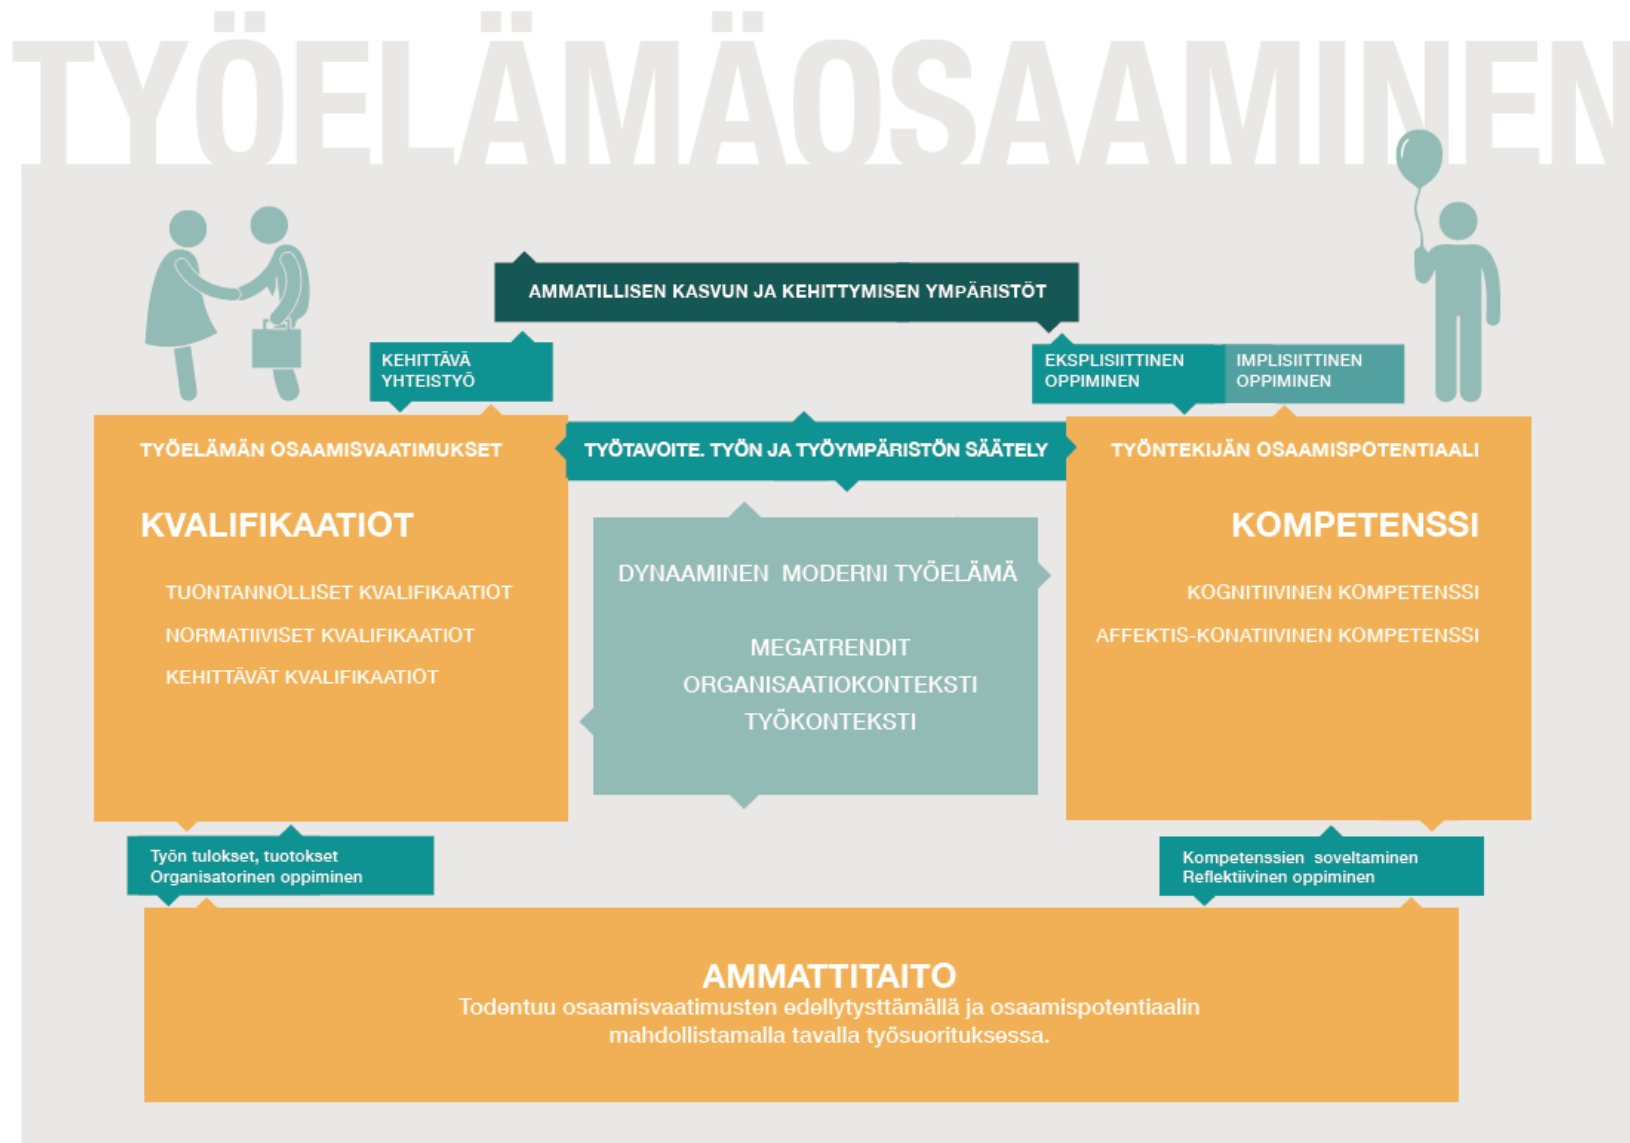 TYÖELÄMÄOSAAMINEN
AMMATILLISEN KASVUN JA KEHITTYMISEN YMPÄRISTÖT
KEHITTÄVÄ
YHTEISTYÖ
EKSPLISIITTINEN
OPPIMINEN
IMPLISIITTINEN
OPPIMINEN
TYÖELÄMÄN OSAAMISVAATIMUKSET
KVALIFIKAATIOT
TUONTANNOLLISET KVALIFIKAATIOT
NORMATIIVISET KVALIFIKAATIOT
KEHITTÄVÄT KVALIFIKAATIOT
TYÖTAVOITE. TYÖN JA TYÖYMPÄRISTÖN SÄÄTELY
DYNAAMINEN MODERNI TYÖELÄMÄ
MEGATRENDIT
ORGANISAATIOKONTEKSTI
TYÖKONTEKSTI
TYÖNTEKIJÄN OSAAMISPOTENTIAALI
KOMPETENSSI
KOGNITIIVINEN KOMPETENSSI
AFFEKTIS-KONATIIVINEN KOMPETENSSI
Työn tulokset, tuotokset
Organisatorinen oppiminen
Kompetenssien soveltaminen
Reflektiivinen oppiminen
AMMATTITAITO
Todentuu osaamisvaatimusten edellytysttämällä ja osaamispotentiaalin
mahdollistamalla tavalla työsuorituksessa.